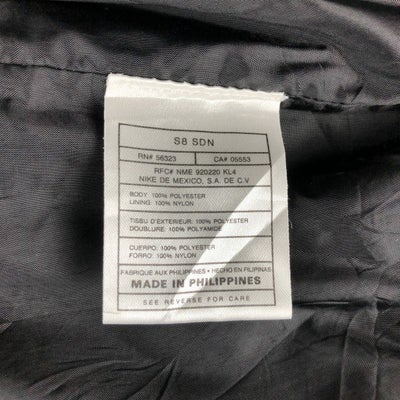 S8 SDN
RN# 56323 CA# 05553
RFC# NME 920220 KL4
NIKE DE MEXICO, S.A. DE C.V
BODY: 100% POLYESTER
LINING: 100% NYLON
TISSU D'EXTERIEUR: 100% POLYESTER
DOUBLURE: 100% POLYAMIDE
CUERPO: 100% POLYESTER
FORRO: 100% NYLON
FABRIQUE AUX PHILIPPINES • HECHO EN FILIPINAS
MADE IN PHILIPPINES
SEE REVERSE FOR CARE